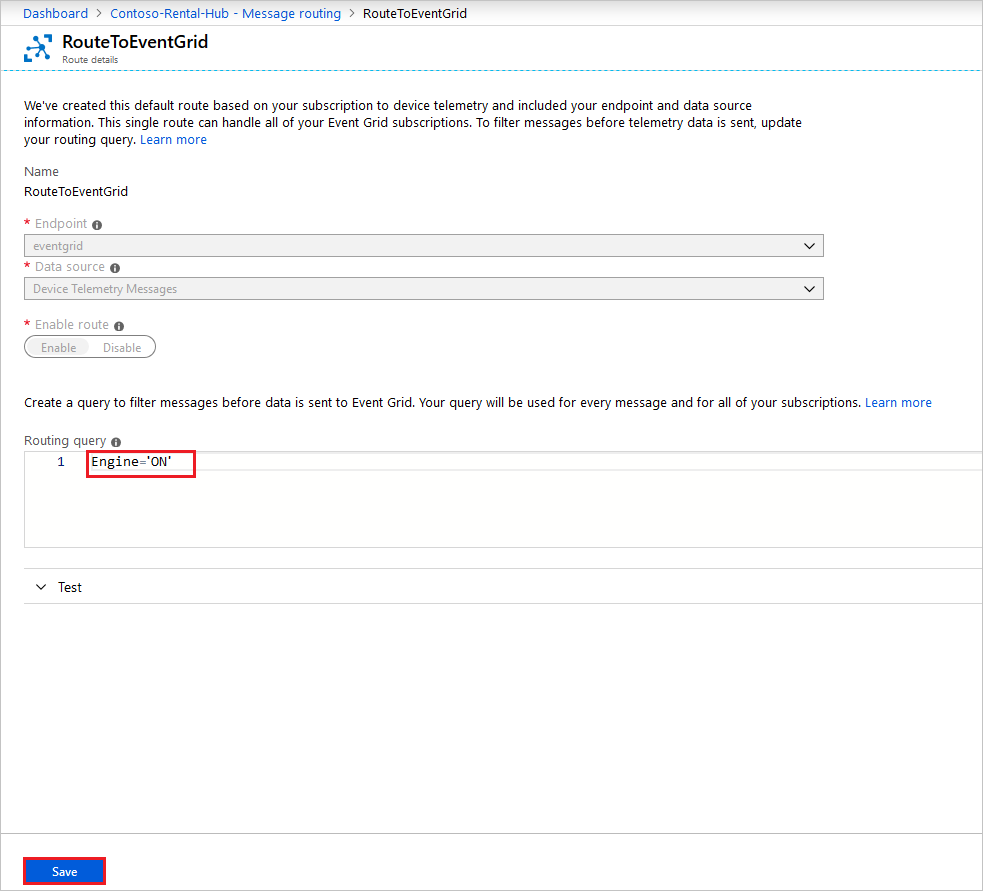 Dashboard > Contoso-Rental-Hub - Message routing > RouteToEventGrid
RouteToEventGrid
Route details
We've created this default route based on your subscription to device telemetry and included your endpoint and data source
information. This single route can handle all of your Event Grid subscriptions. To filter messages before telemetry data is sent, update
your routing query. Learn more
Name
RouteToEventGrid
* Endpoint
eventgrid
* Data source
Device Telemetry Messages
* Enable route
Enable Disable
Create a query to filter messages before data is sent to Event Grid. Your query will be used for every message and for all of your subscriptions. Learn more
Routing query
1 Engine='ON'
Test
Save